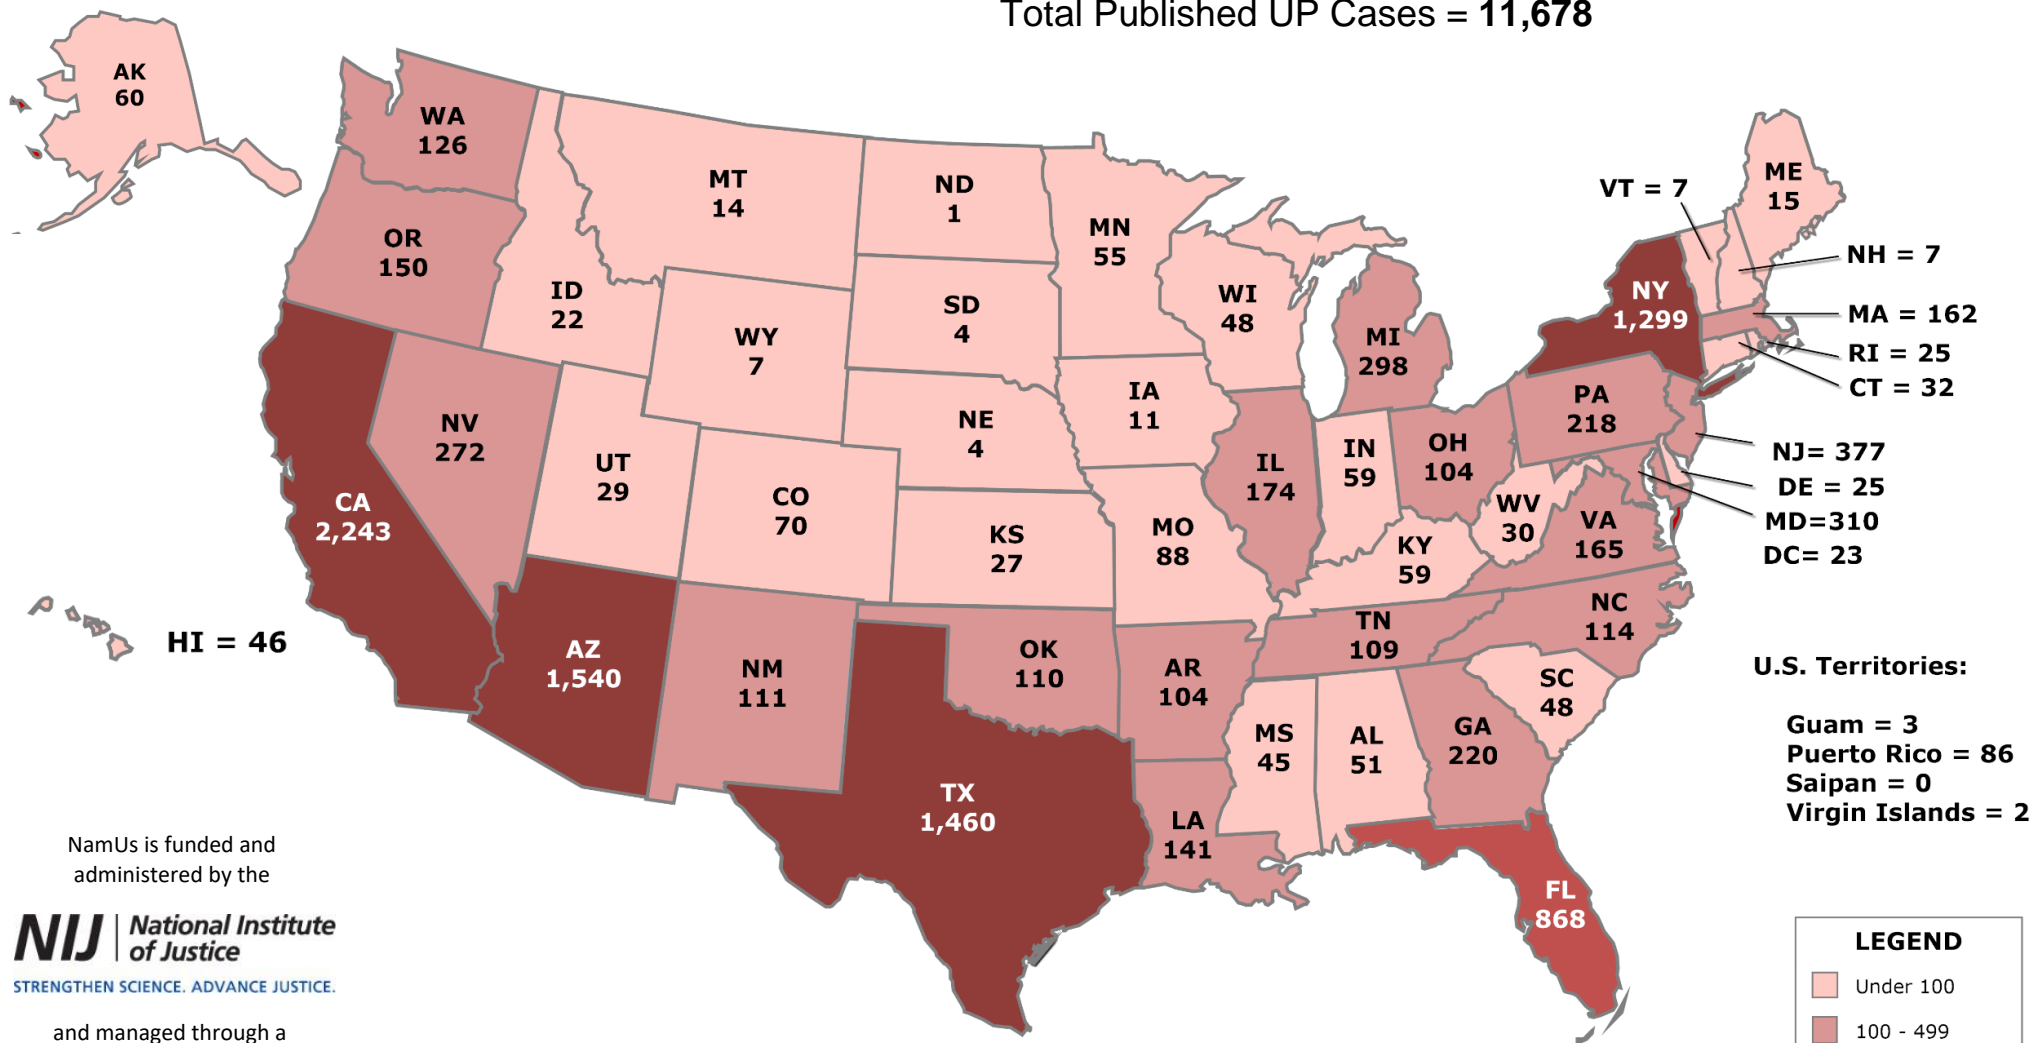 Total Published UP Cases = 11,678
AK
60
WA
126
OR
150
CA
2,243
NV
272
ID
22
MT
14
WY
7
UT
29
CO
70
AZ
1,540
NM
111
ND
1
SD
4
NE
4
KS
27
OK
110
TX
1,460
MN
55
IA
11
MO
88
AR
104
LA
141
WI
48
IL
174
MI
298
IN
59
OH
104
KY
59
TN
109
MS
45
AL
51
GA
220
FL
868
SC
48
NC
114
VA
165
WV
30
PA
218
NY
1,299
ME
15
VT = 7
NH = 7
MA = 162
RI = 25
CT = 32
NJ= 377
DE = 25
MD=310
DC= 23
HI = 46
U.S. Territories:
Guam = 3
Puerto Rico = 86
Saipan = 0
Virgin Islands = 2
NamUs is funded and
administered by the
NIJ
National Institute
of Justice
STRENGTHEN SCIENCE. ADVANCE JUSTICE.
and managed through a
LEGEND
Under 100
100 - 499